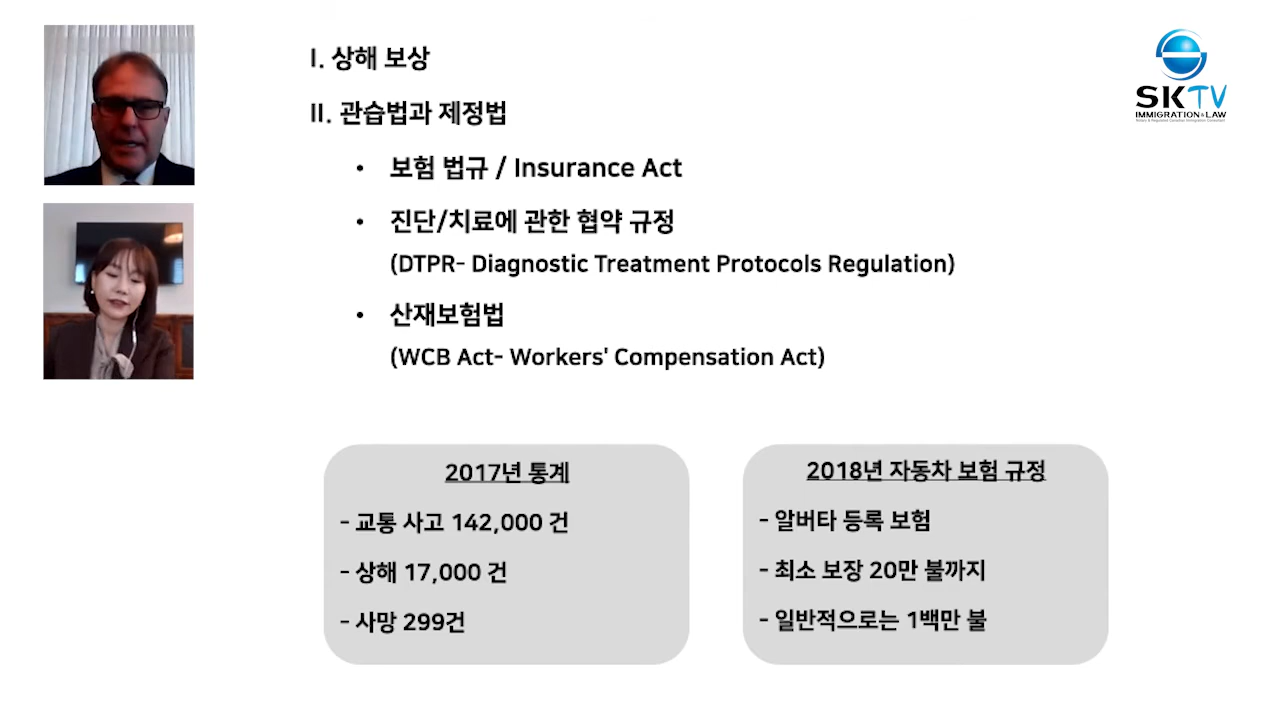 I. 상해 보상
II. 관습법과 제정법
• 보험 법규 / Insurance Act
• 진단/치료에 관한 협약 규정
(DTPR- Diagnostic Treatment Protocols Regulation)
• 산재보험법
(WCB Act- Workers' Compensation Act)
2017년 통계
- 교통 사고 142,000 건
- 상해 17,000 건
- 사망 299건
2018년 자동차 보험 규정
- 알버타 등록 보험
- 최소 보장 20만 불까지
- 일반적으로는 1백만 불
SK TV
IMMIGRATION & LAW